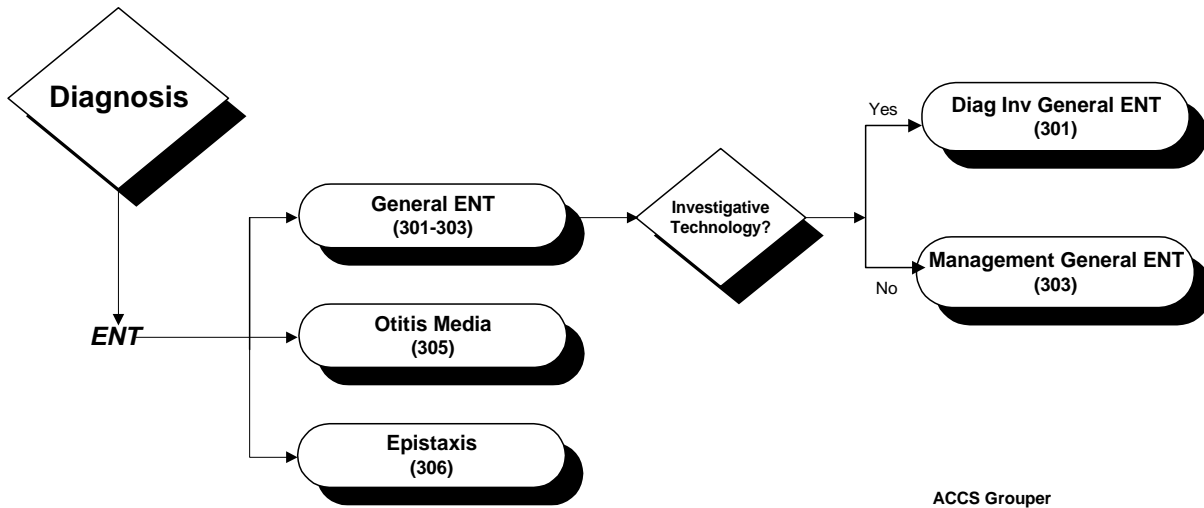 Diagnosis
ENT
General ENT
(301-303)
Otitis Media
(305)
Epistaxis
(306)
Investigative
Technology?
Yes
No
Diag Inv General ENT
(301)
Management General ENT
(303)
ACCS Grouper